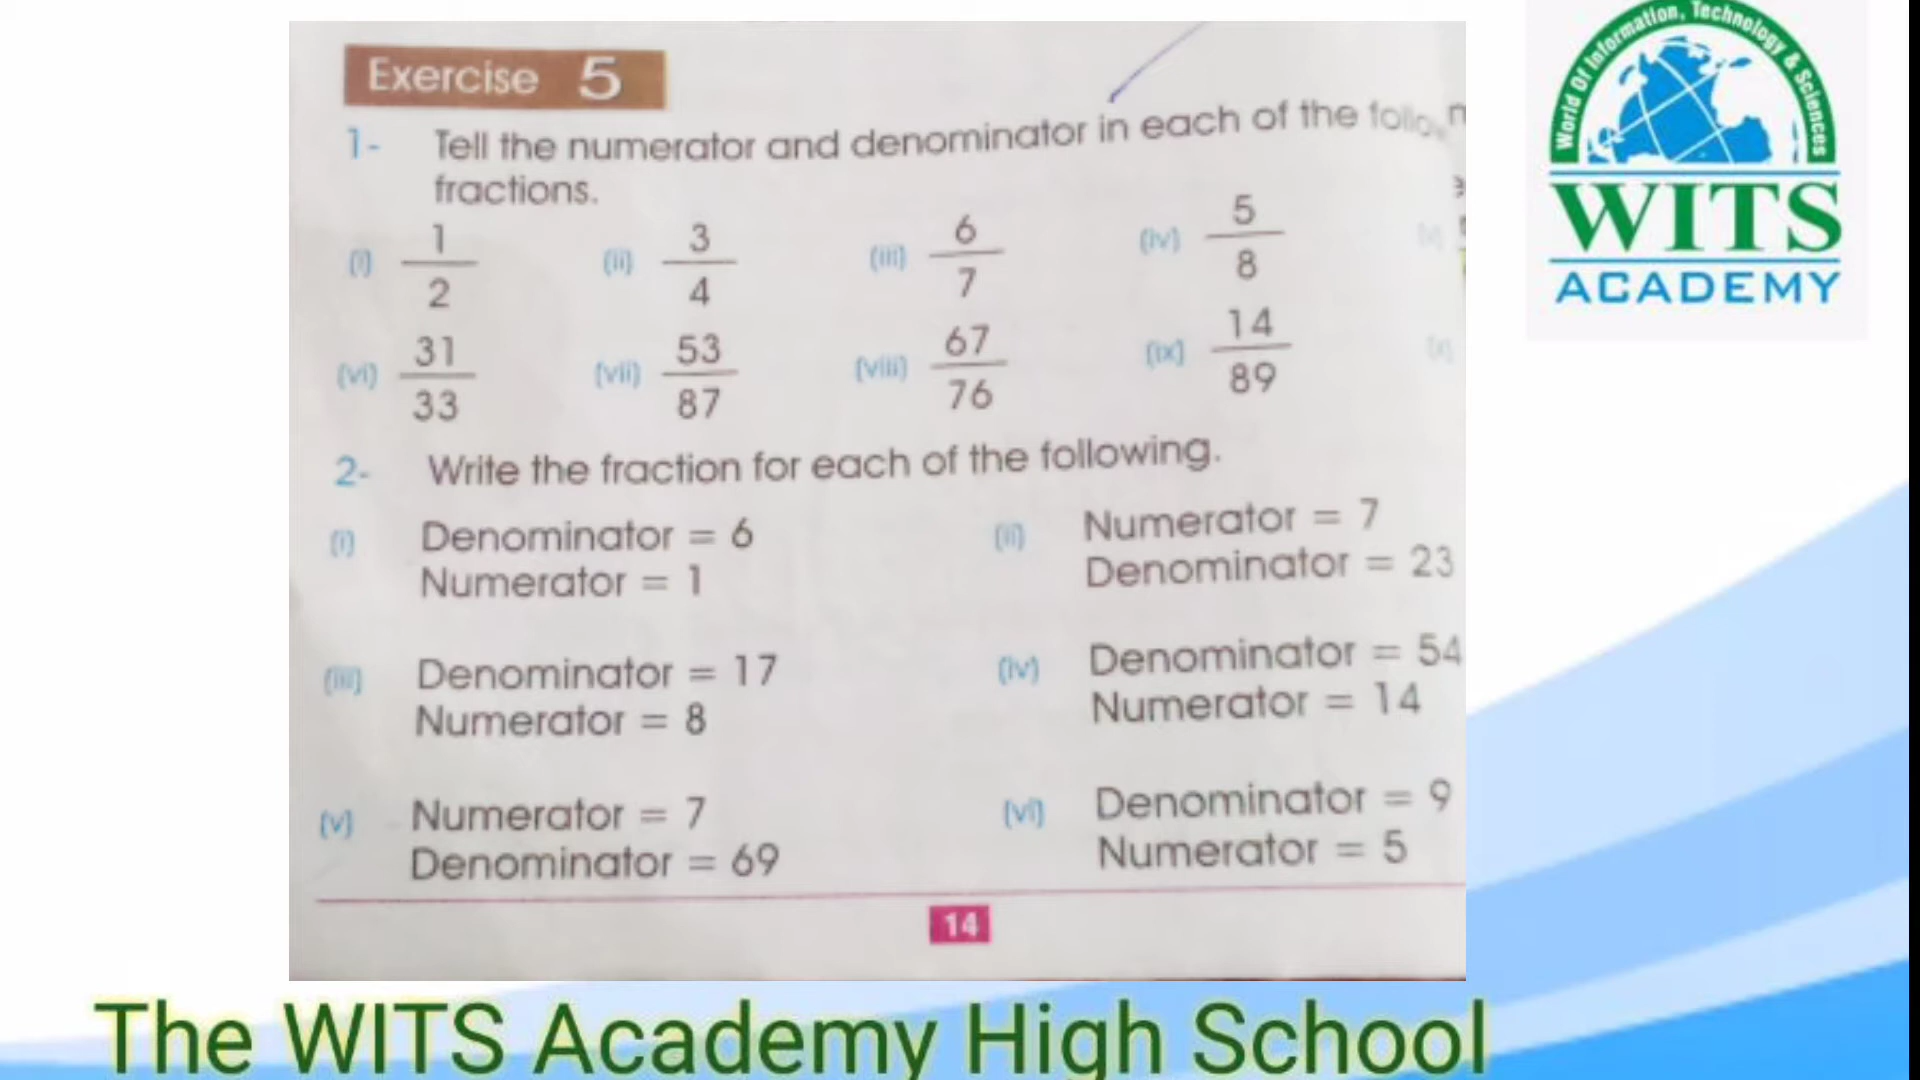 Exercise 5
1- Tell the numerator and denominator in each of the
fractions.
(i) 1/2 (ii) 3/4 (iii) 6/7 (iv) 5/8
(vi) 31/33 (vii) 53/87 (viii) 67/76 (ix) 14/89
2- Write the fraction for each of the following.
(i) Denominator = 6
Numerator = 1
(ii) Numerator = 7
Denominator = 23
(iii) Denominator = 17
Numerator = 8
(iv) Denominator = 54
Numerator = 14
(v) Numerator = 7
Denominator = 69
(vi) Denominator = 9
Numerator = 5
14
World Of Information, Technology & Sciences
WITS
ACADEMY
The WITS Academy High School